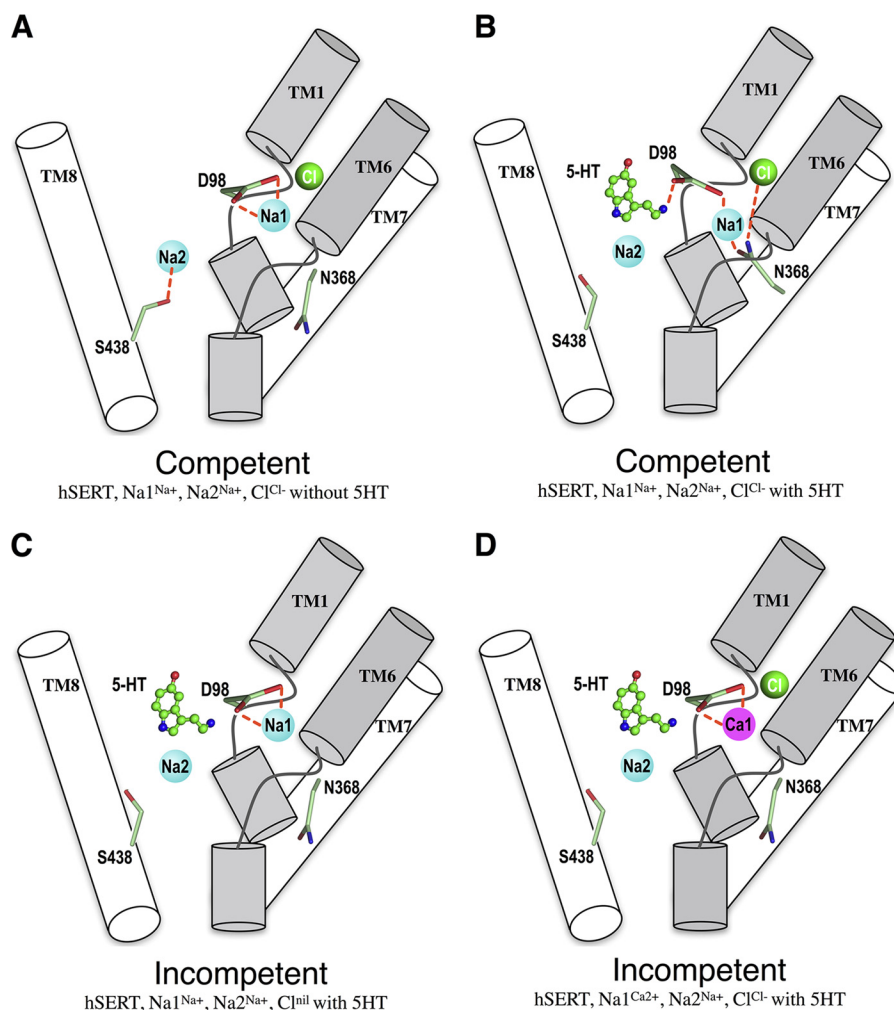 A
TM1
TM8
D98
Cl
TM6
Na1
TM7
Na2
N368
S438
Competent
hSERT, Na1Na+, Na2Na+, ClCl- without 5HT
B
TM1
TM8
D98
5-HT
Cl
TM6
Na1
TM7
Na2
N368
S438
Competent
hSERT, Na1Na+, Na2Na+, ClCl- with 5HT
C
TM1
TM8
5-HT
D98
TM6
Na1
TM7
Na2
N368
S438
Incompetent
hSERT, Na1Na+, Na2Na+, Clnil with 5HT
D
TM1
TM8
5-HT
D98
Cl
TM6
Ca1
TM7
Na2
N368
S438
Incompetent
hSERT, Na1Ca2+, Na2Na+, ClCl- with 5HT